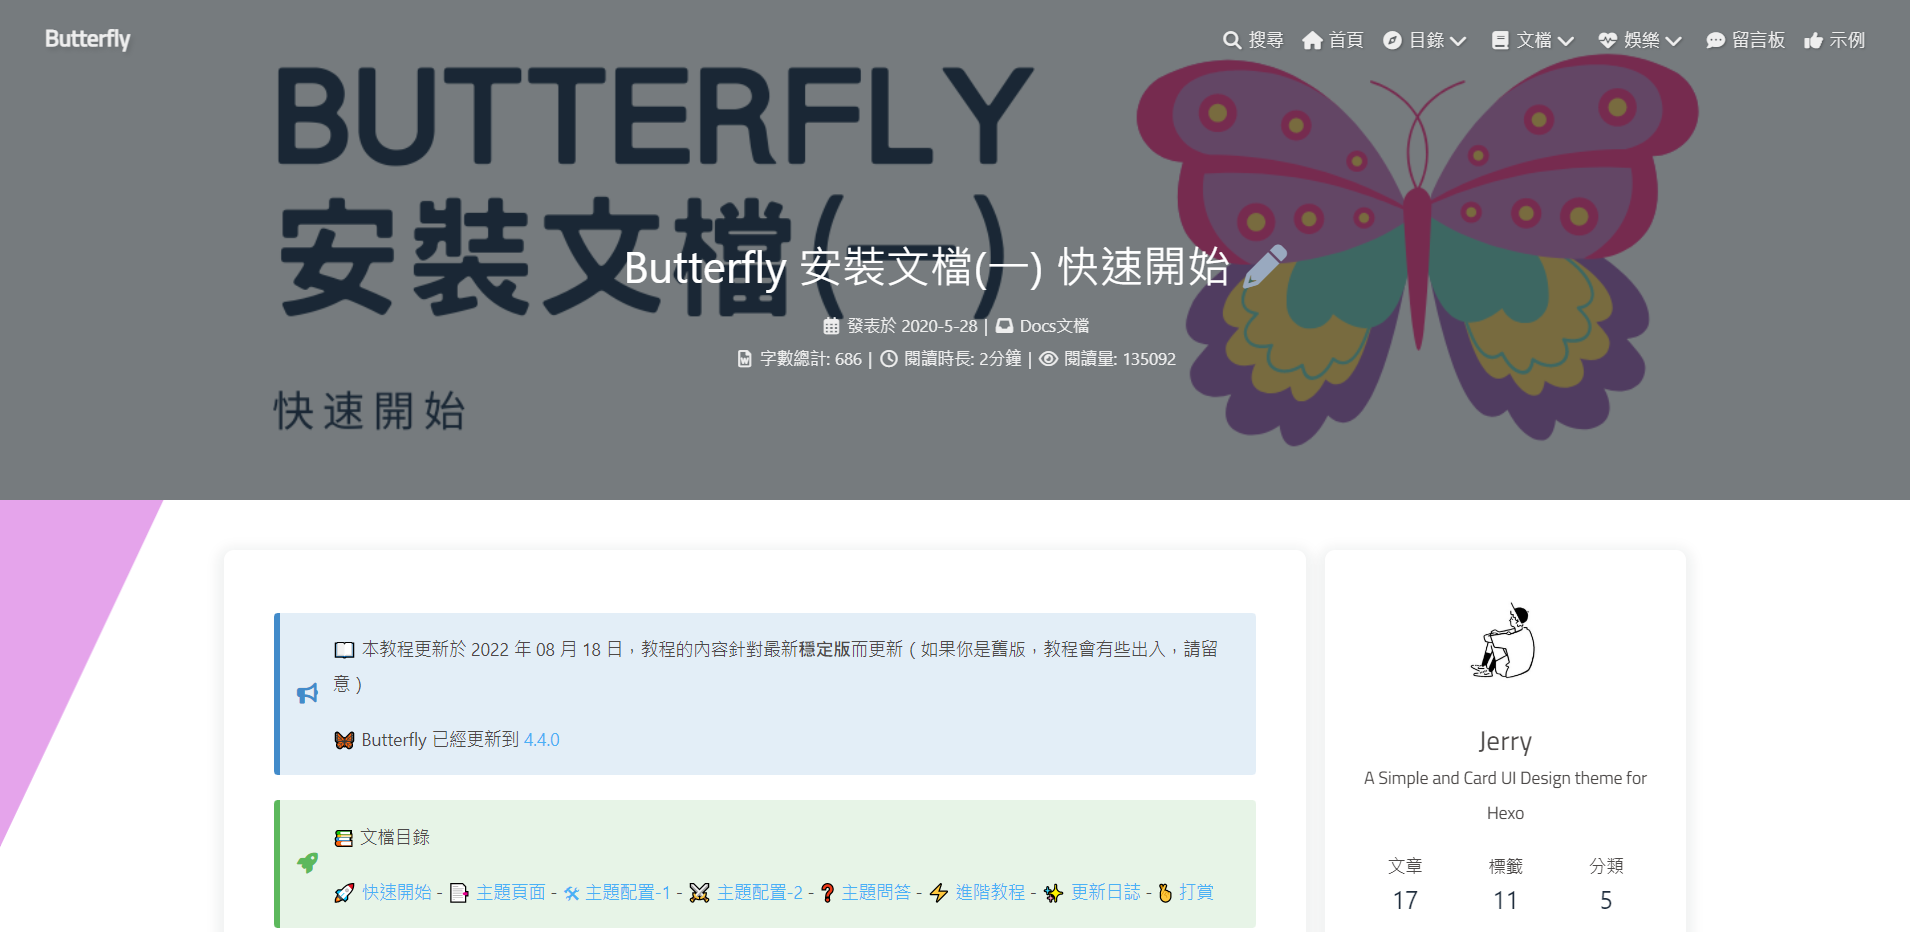 Butterfly
搜尋 首頁 目錄 文檔 娛樂 留言板 示例
BUTTERFLY
安裝文檔(一)
Butterfly 安裝文檔(一) 快速開始
發表於 2020-5-28 | Docs文檔
字數總計: 686 | 閱讀時長: 2分鐘 | 閱讀量: 135092
快速開始
本教程更新於 2022 年 08 月 18 日，教程的內容針對最新穩定版而更新（如果你是舊版，教程會有些出入，請留
意）
Butterfly 已經更新到 4.4.0
文檔目錄
快速開始 - 主題頁面 - 主題配置-1 - 主題配置-2 - 主題問答 - 進階教程 - 更新日誌 - 打賞
Jerry
A Simple and Card UI Design theme for
Hexo
文章 標籤 分類
17 11 5